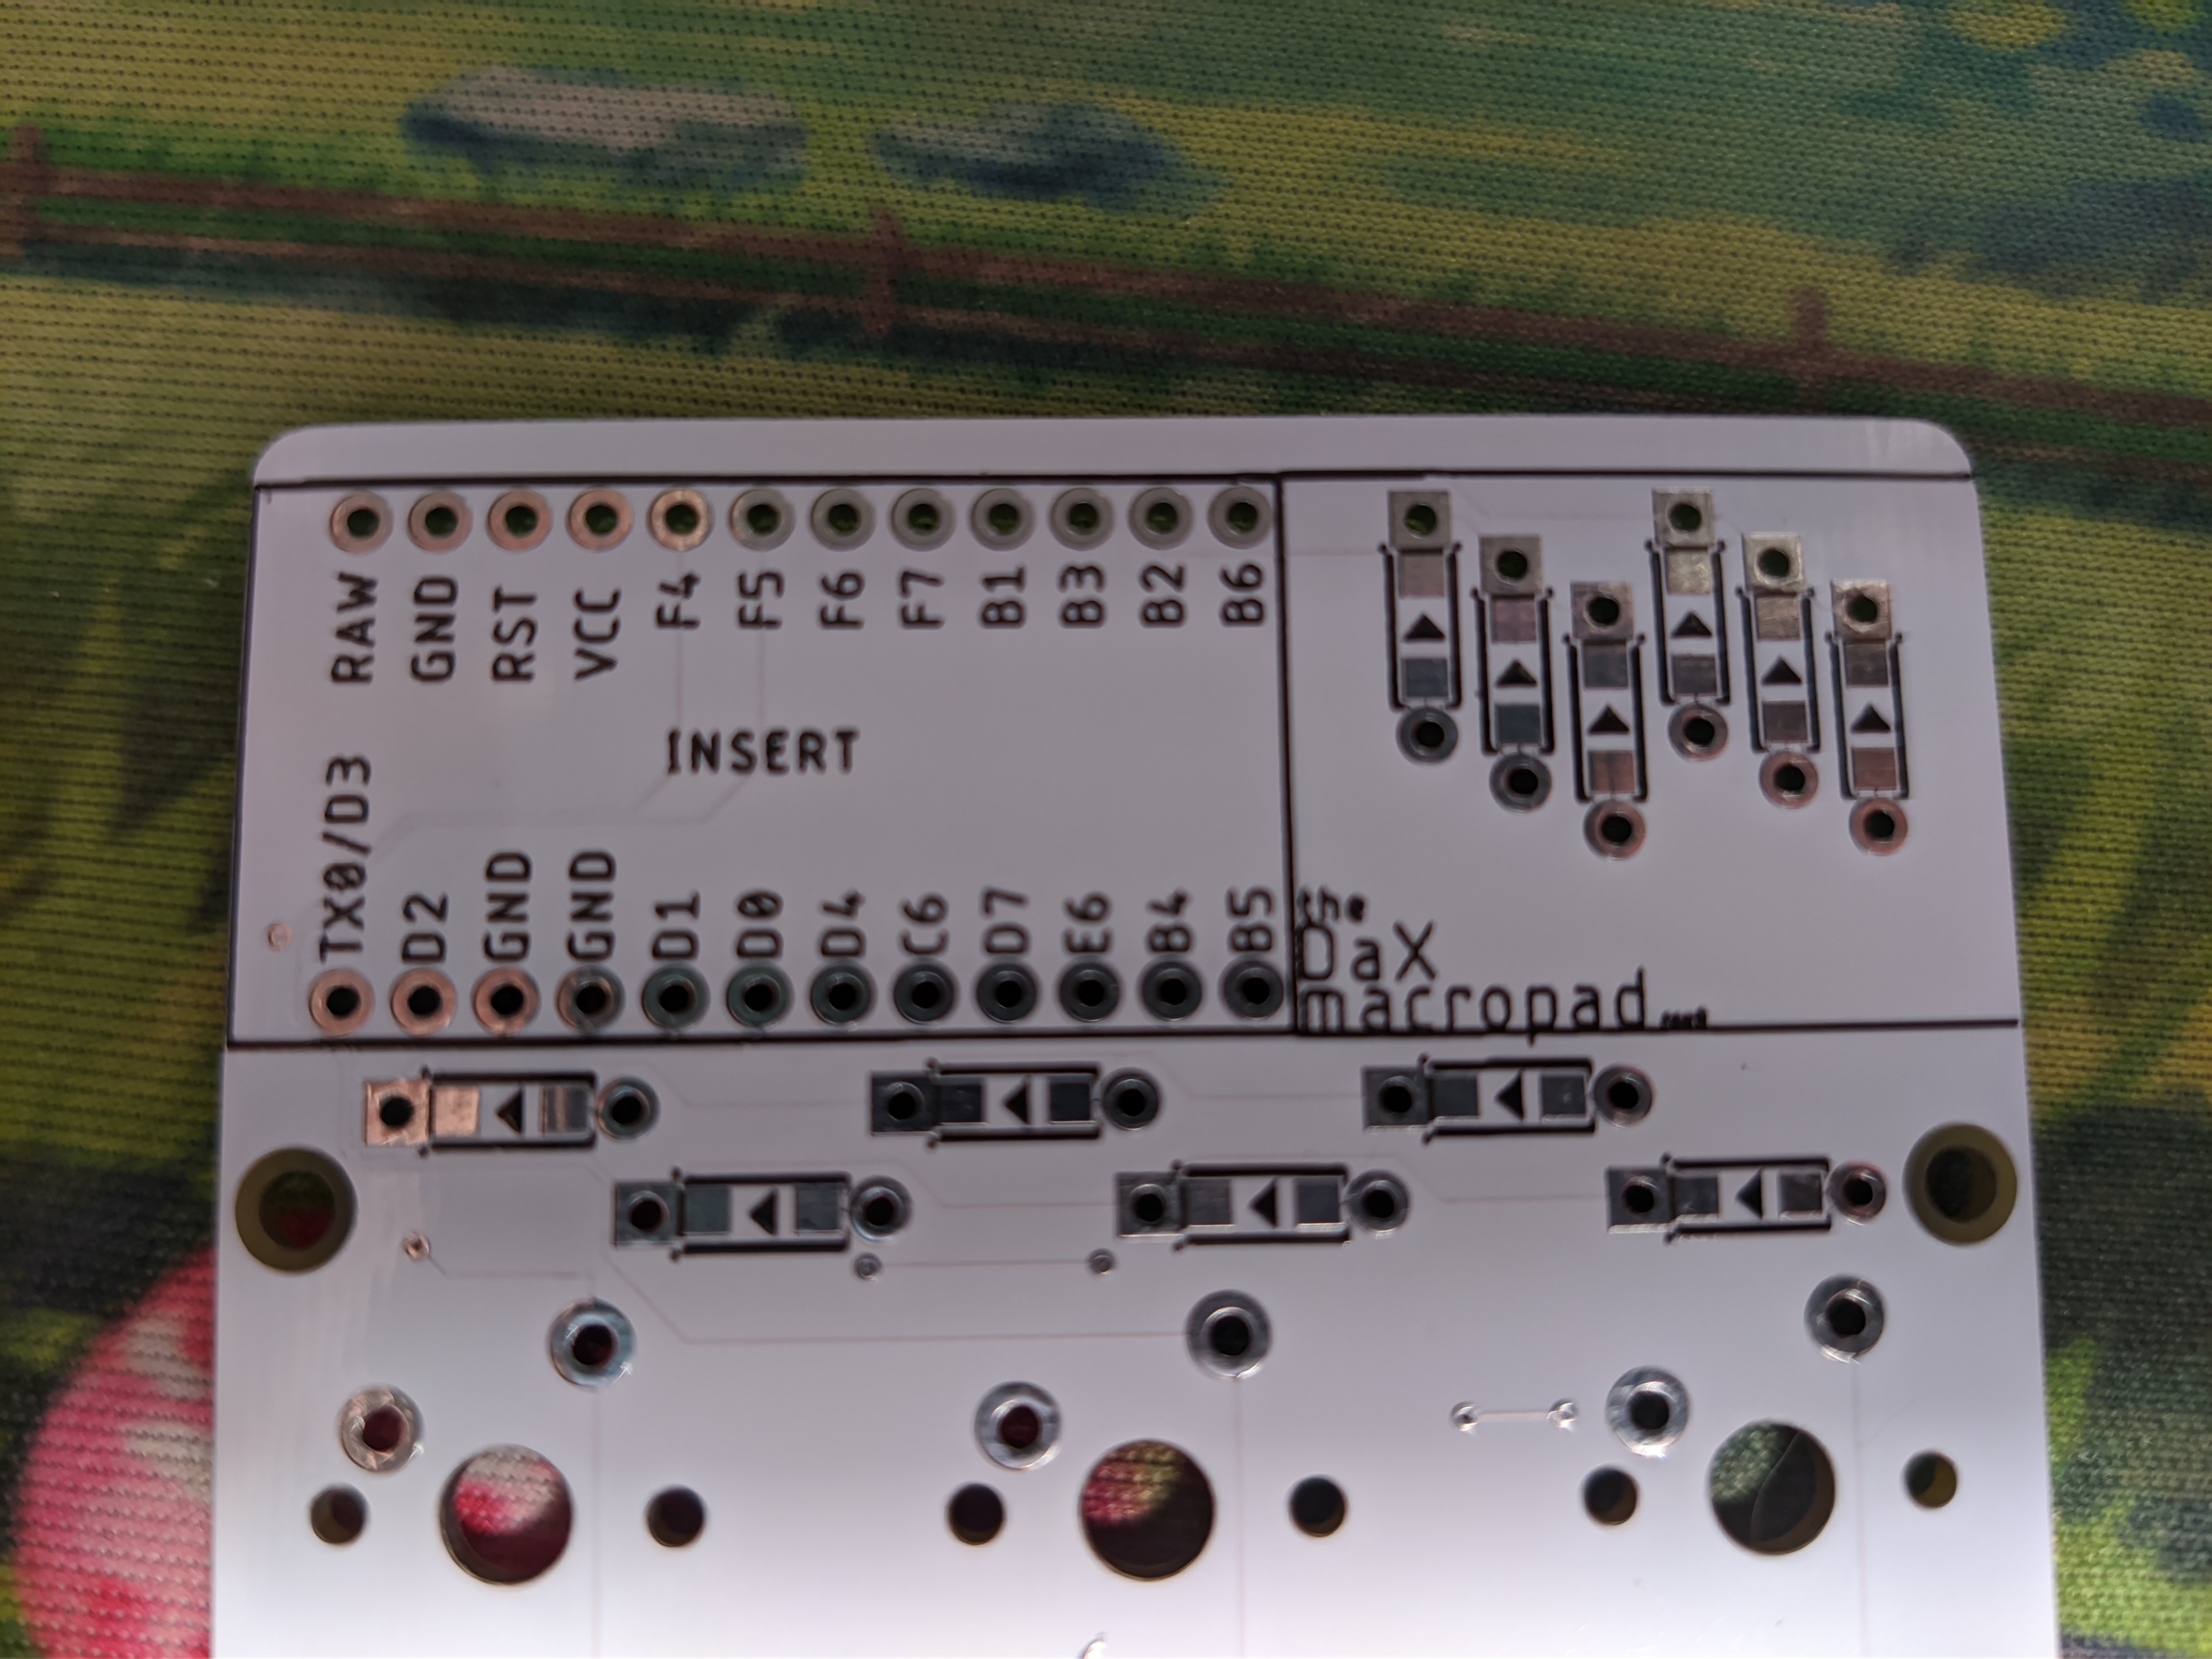 RAW GND RST VCC F4 F5 F6 F7 B1 B3 B2 B6
INSERT
TX0/D3 D2 GND GND D1 D0 D4 C6 D7 E6 B4 B5
DaX
macropad